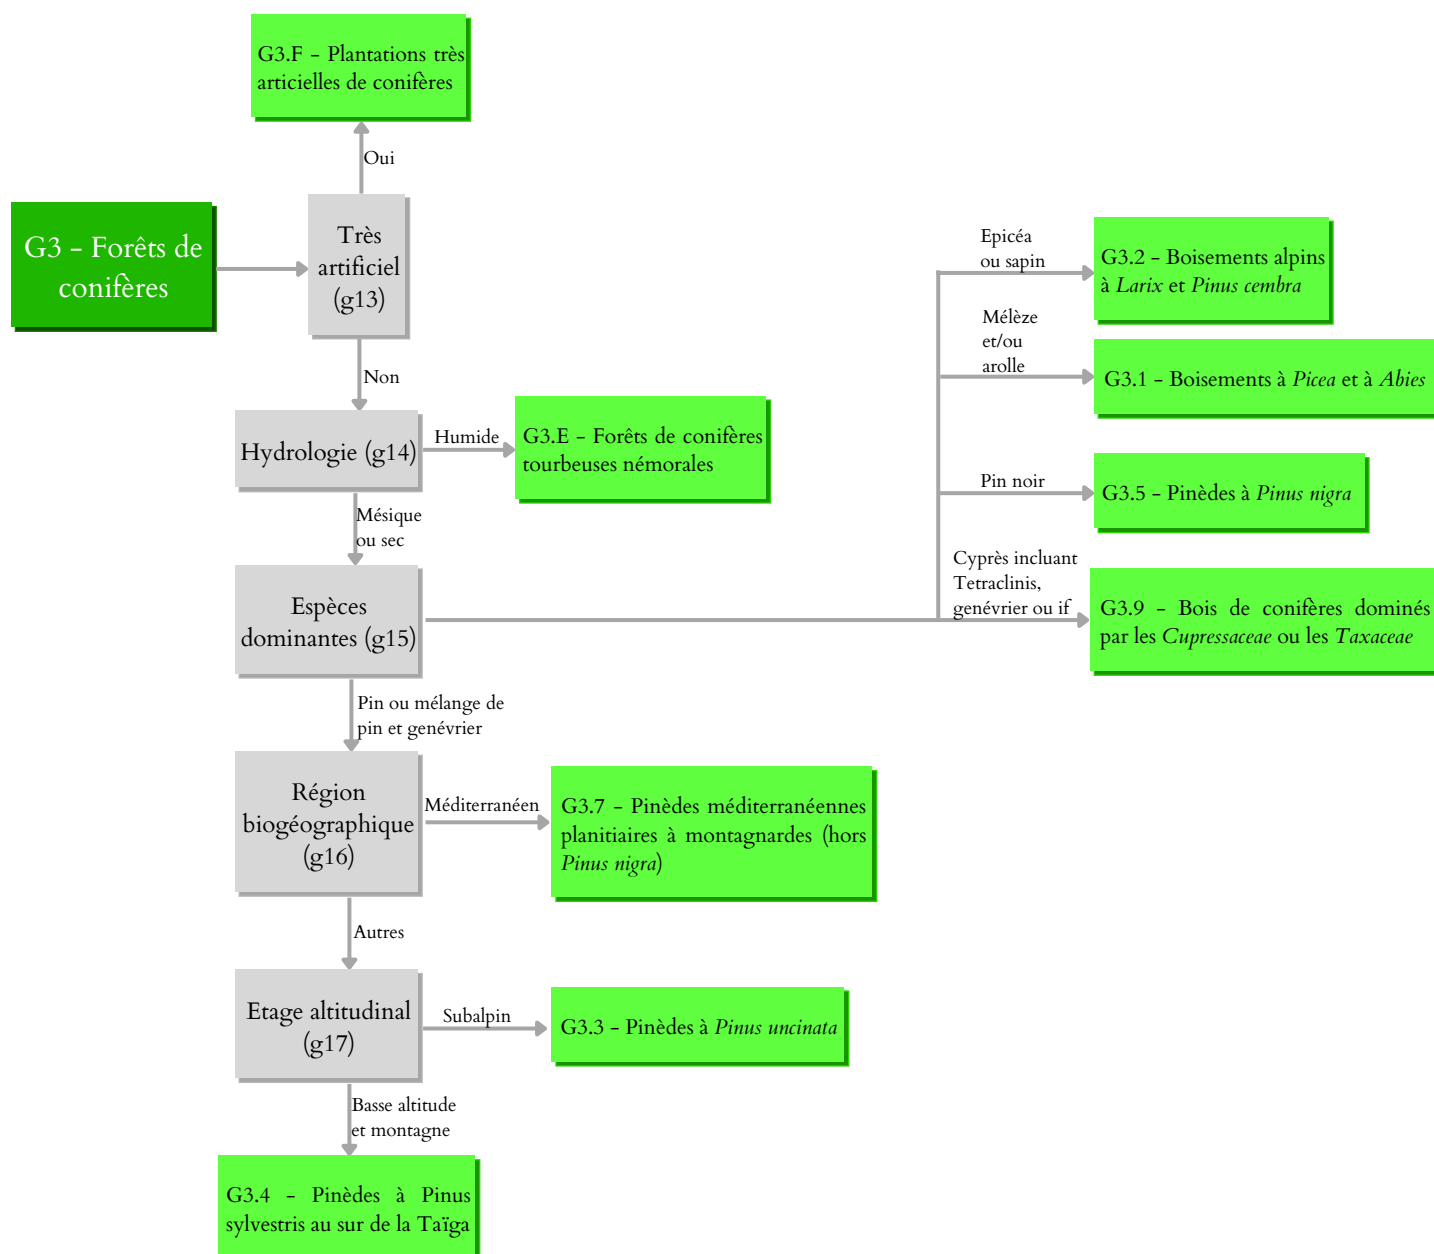 G3.F - Plantations très
articielles de conifères
Oui
G3 - Forêts de
conifères
Très
artificiel
(g13)
Non
Hydrologie (g14)
Humide
G3.E - Forêts de conifères
tourbeuses némorales
Mésique
ou sec
Espèces
dominantes (g15)
Epicéa
ou sapin
G3.2 - Boisements alpins
à Larix et Pinus cembra
Mélèze
et/ou
arolle
G3.1 - Boisements à Picea et à Abies
Pin noir
G3.5 - Pinèdes à Pinus nigra
Cyprès incluant
Tetraclinis,
genévrier ou if
G3.9 - Bois de conifères dominés
par les Cupressaceae ou les Taxaceae
Pin ou mélange de
pin et genévrier
Région
biogéographique
(g16)
Méditerranéen
G3.7 - Pinèdes méditerranéennes
planitiaires à montagnardes (hors
Pinus nigra)
Autres
Etage altitudinal
(g17)
Subalpin
G3.3 - Pinèdes à Pinus uncinata
Basse altitude
et montagne
G3.4 - Pinèdes à Pinus
sylvestris au sur de la Taïga